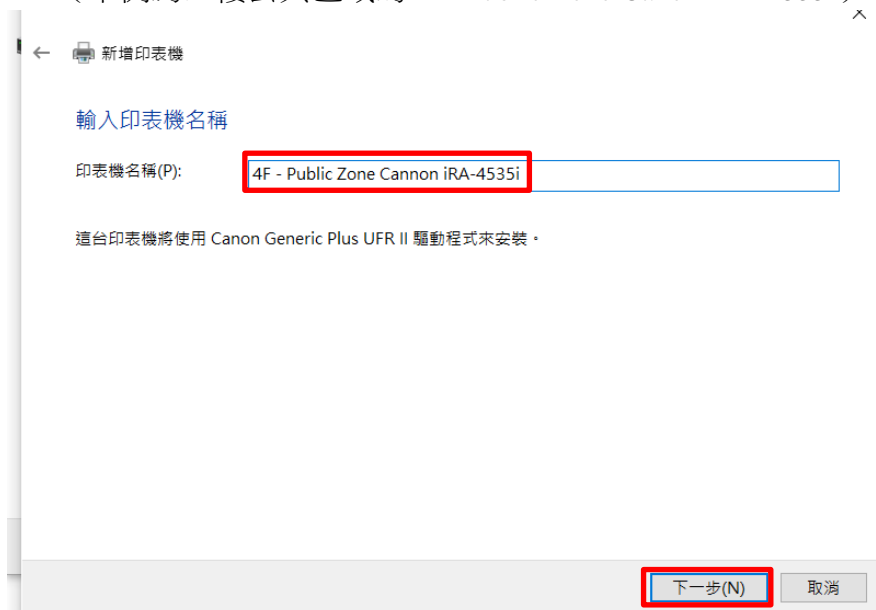 新增印表機
輸入印表機名稱
印表機名稱(P): 4F - Public Zone Cannon iRA-4535i
這台印表機將使用 Canon Generic Plus UFR II 驅動程式來安裝。
下一步(N) 取消